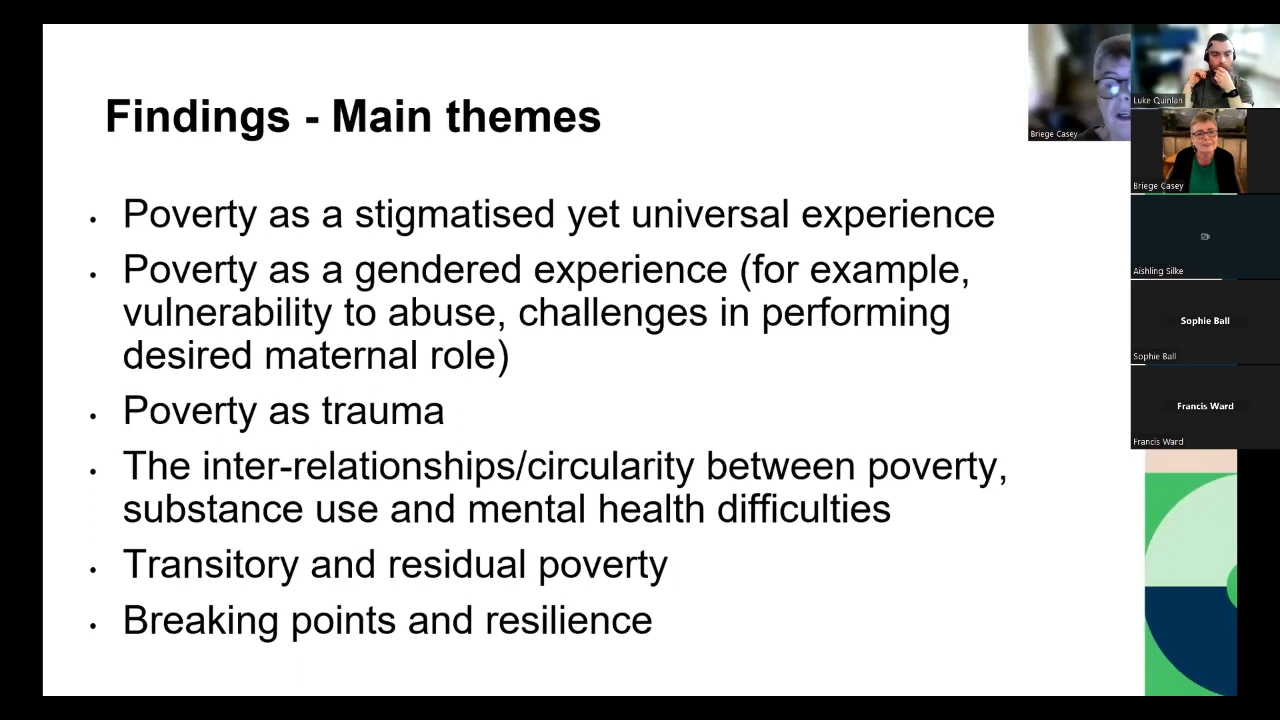 Findings - Main themes
• Poverty as a stigmatised yet universal experience
• Poverty as a gendered experience (for example,
vulnerability to abuse, challenges in performing
desired maternal role)
• Poverty as trauma
• The inter-relationships/circularity between poverty,
substance use and mental health difficulties
• Transitory and residual poverty
• Breaking points and resilience
Briege Casey
Luke Quinlan
Briege Casey
Aishling Silke
Sophie Ball
Sophie Ball
Francis Ward
Francis Ward